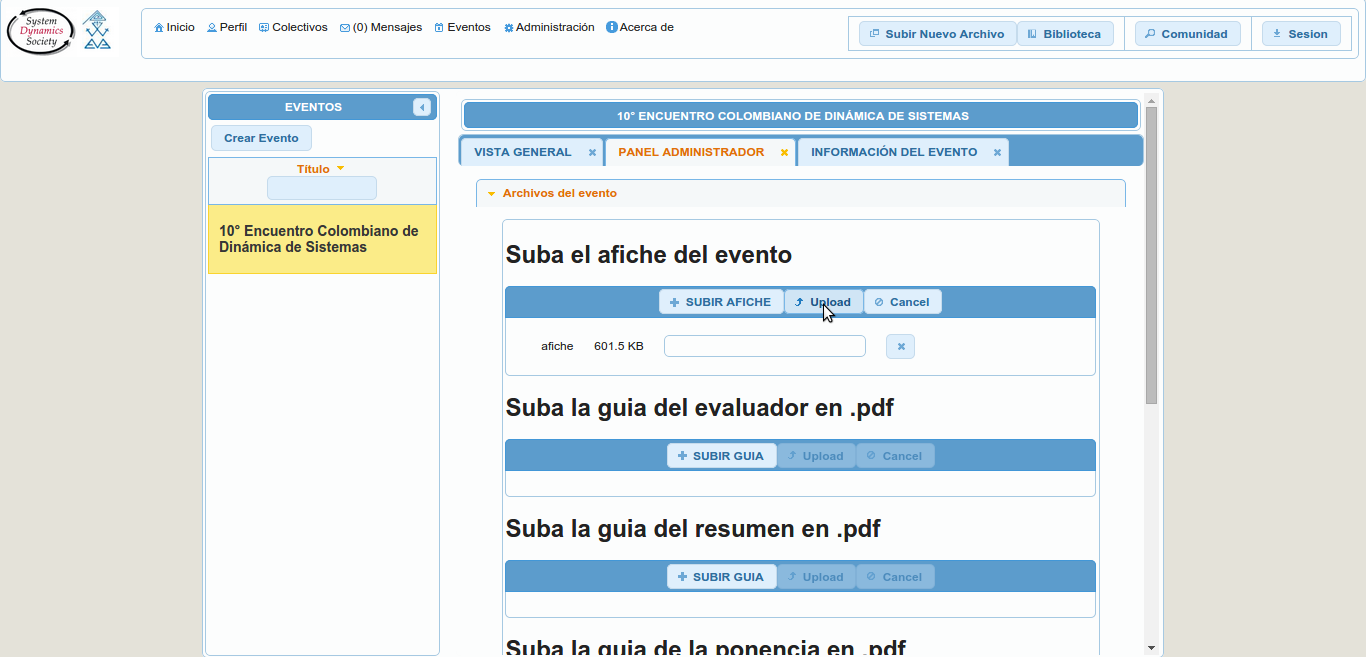 System
Dynamics
Society
Inicio Perfil Colectivos (0) Mensajes Eventos Administración Acerca de
Subir Nuevo Archivo Biblioteca Comunidad Sesion
EVENTOS
Crear Evento
Título
10° Encuentro Colombiano de
Dinámica de Sistemas
10° ENCUENTRO COLOMBIANO DE DINÁMICA DE SISTEMAS
VISTA GENERAL PANEL ADMINISTRADOR INFORMACIÓN DEL EVENTO
Archivos del evento
Suba el afiche del evento
SUBIR AFICHE Upload Cancel
afiche 601.5 KB
Suba la guia del evaluador en .pdf
SUBIR GUIA Upload Cancel
Suba la guia del resumen en .pdf
SUBIR GUIA Upload Cancel
Suba la guia de la ponencia en .pdf